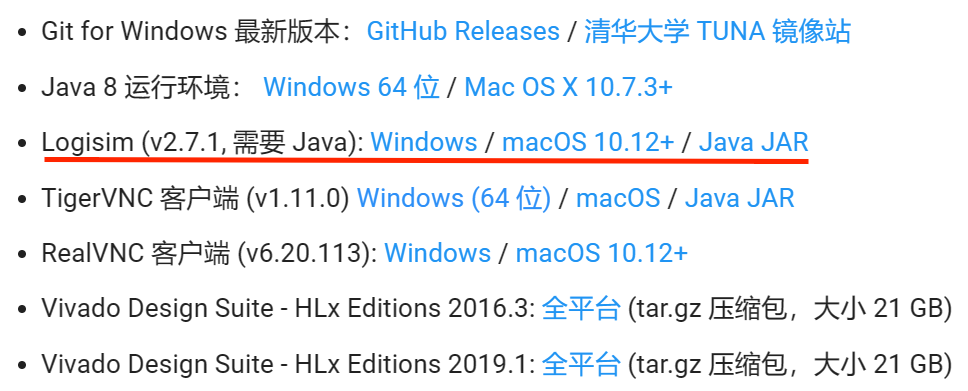 Git for Windows 最新版本：GitHub Releases / 清华大学 TUNA 镜像站
Java 8 运行环境： Windows 64 位 / Mac OS X 10.7.3+
Logisim (v2.7.1, 需要 Java): Windows / macOS 10.12+ / Java JAR
TigerVNC 客户端 (v1.11.0) Windows (64 位) / macOS / Java JAR
RealVNC 客户端 (v6.20.113): Windows / macOS 10.12+
Vivado Design Suite - HLx Editions 2016.3: 全平台 (tar.gz 压缩包，大小 21 GB)
Vivado Design Suite - HLx Editions 2019.1: 全平台 (tar.gz 压缩包，大小 21 GB)